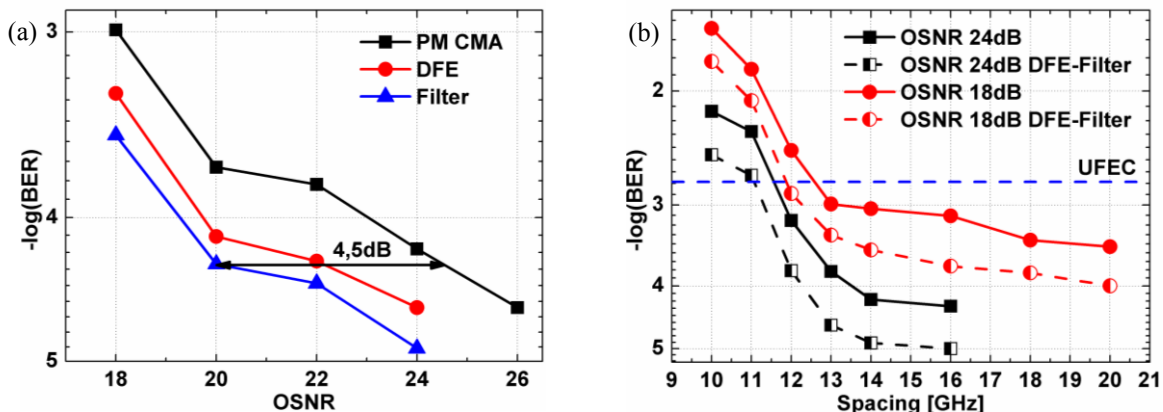 (a)
-log(BER)
3
4
5
PM CMA
DFE
Filter
4,5dB
18 20 22 24 26
OSNR
(b)
-log(BER)
2
3
4
5
OSNR 24dB
OSNR 24dB DFE-Filter
OSNR 18dB
OSNR 18dB DFE-Filter
UFEC
9 10 11 12 13 14 15 16 17 18 19 20 21
Spacing [GHz]